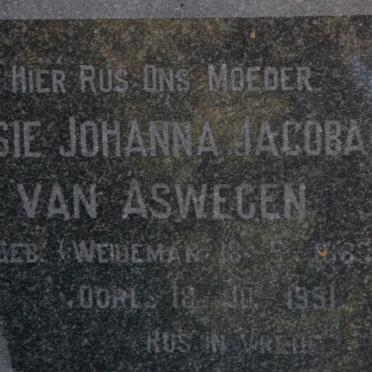 HIER RUS ONS MOEDER
SIE JOHANNA JACOBA
VAN ASWEGEN
GEB. WEIDEMAN 18 - 5 -
OORL. 18 - 10 - 1951
RUS IN VREDE